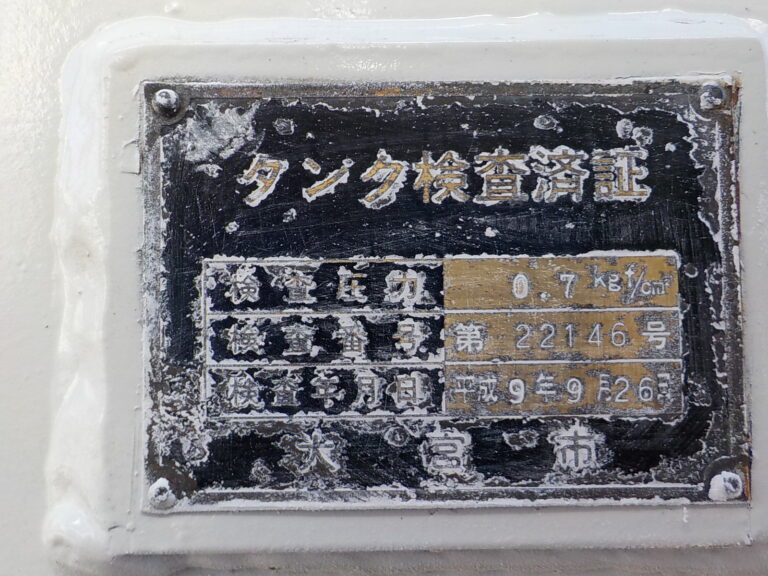 タンク検査済証
検査圧力 0.7 kgf/cm²
検査番号 第 22146 号
検査年月日 平成 9年 9月 26日
大宮市